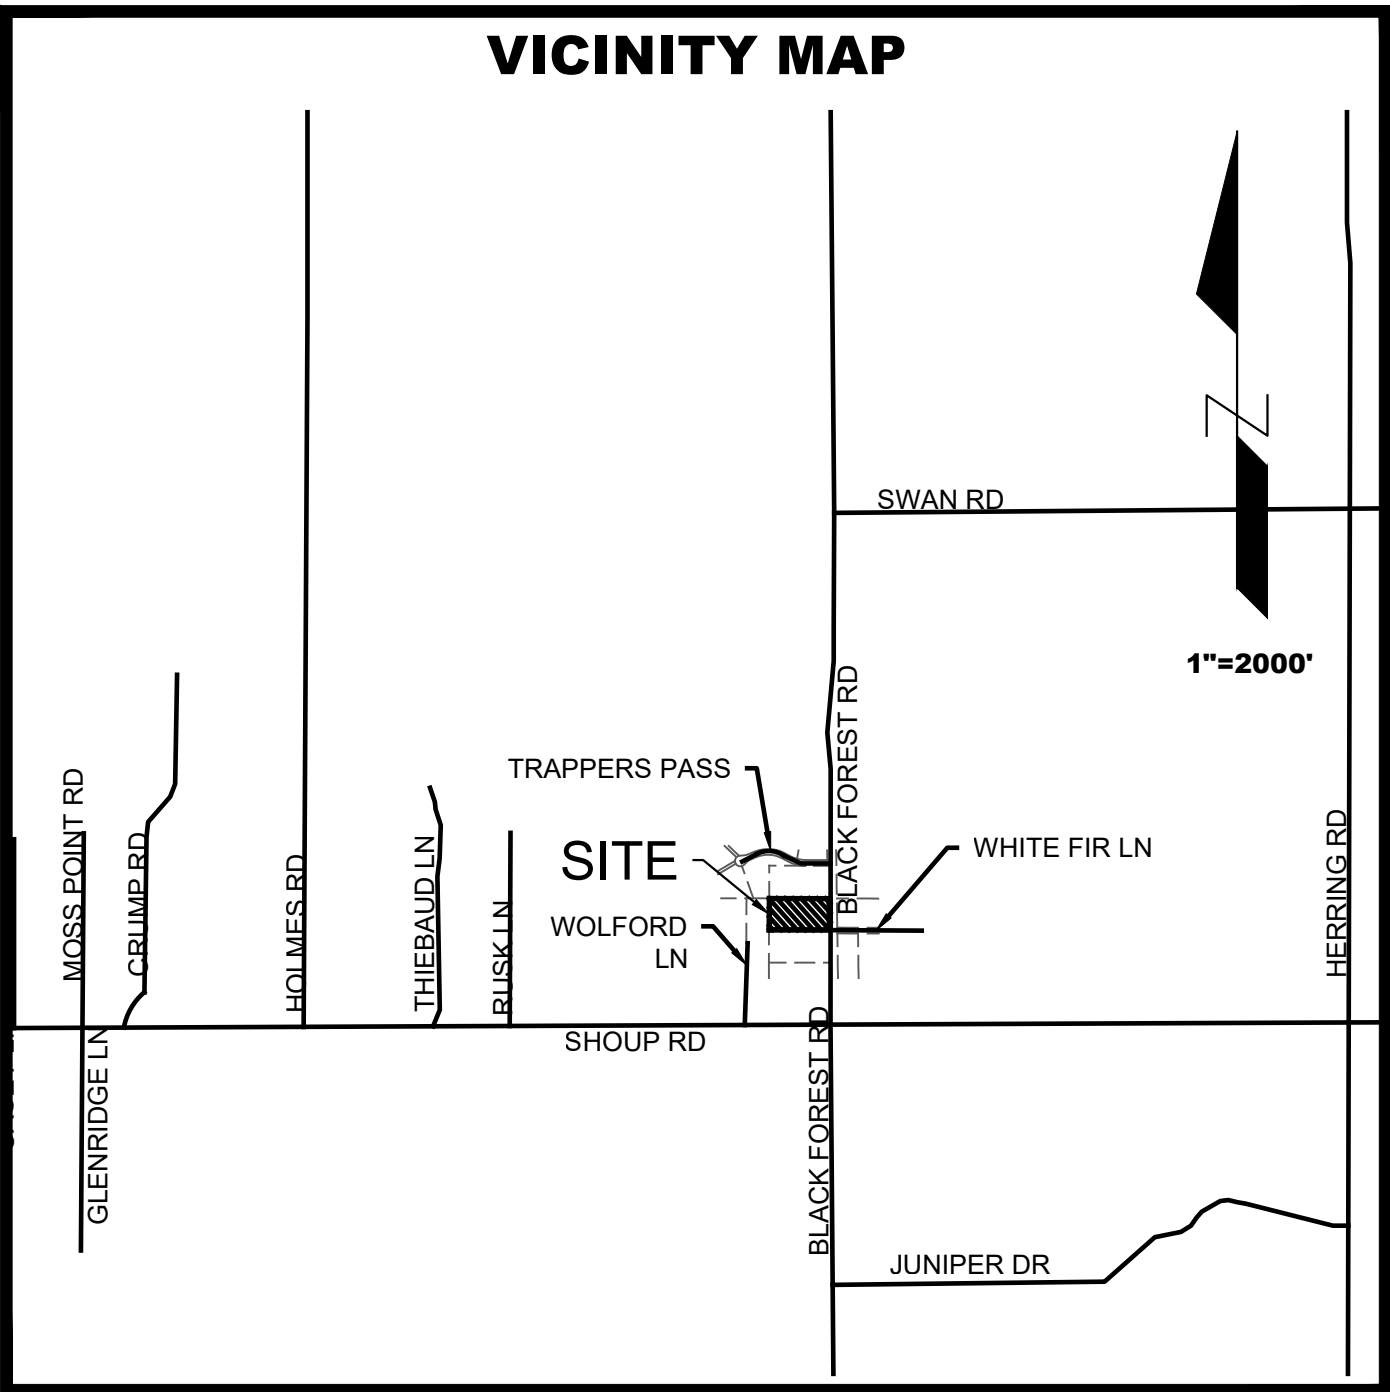 VICINITY MAP
SWAN RD
1"=2000'
BLACK FOREST RD
TRAPPERS PASS
MOSS POINT RD
CRUMP RD
HOLMES RD
THIEBAUD LN
RUSK LN
SITE
WHITE FIR LN
HERRING RD
WOLFORD
LN
SHOUP RD
GLENRIDGE LN
BLACK FOREST RD
JUNIPER DR
N